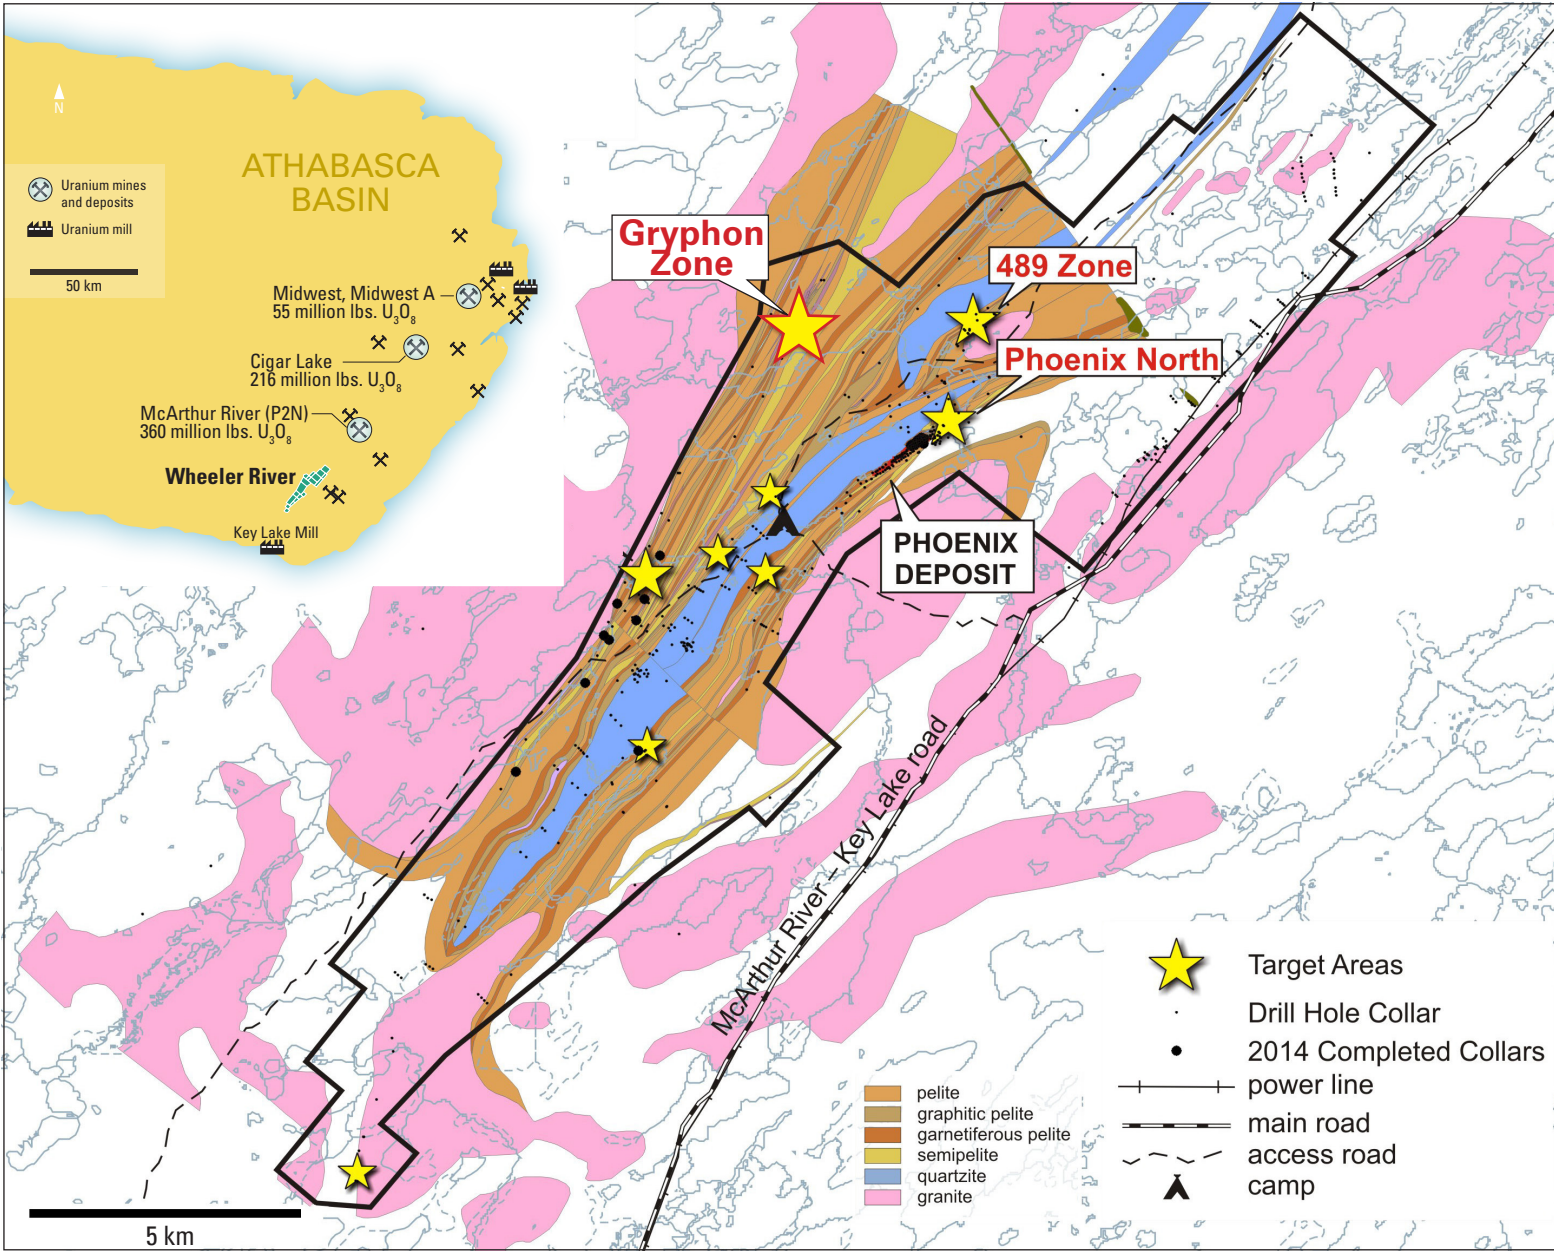 N
ATHABASCA
BASIN
Uranium mines
and deposits
Uranium mill
50 km
Midwest, Midwest A
55 million lbs. U3O8
Cigar Lake
216 million lbs. U3O8
McArthur River (P2N)
360 million lbs. U3O8
Wheeler River
Key Lake Mill
Gryphon
Zone
489 Zone
Phoenix North
PHOENIX
DEPOSIT
McArthur River – Key Lake road
Target Areas
Drill Hole Collar
2014 Completed Collars
power line
main road
access road
camp
pelite
graphitic pelite
garnetiferous pelite
semipelite
quartzite
granite
5 km